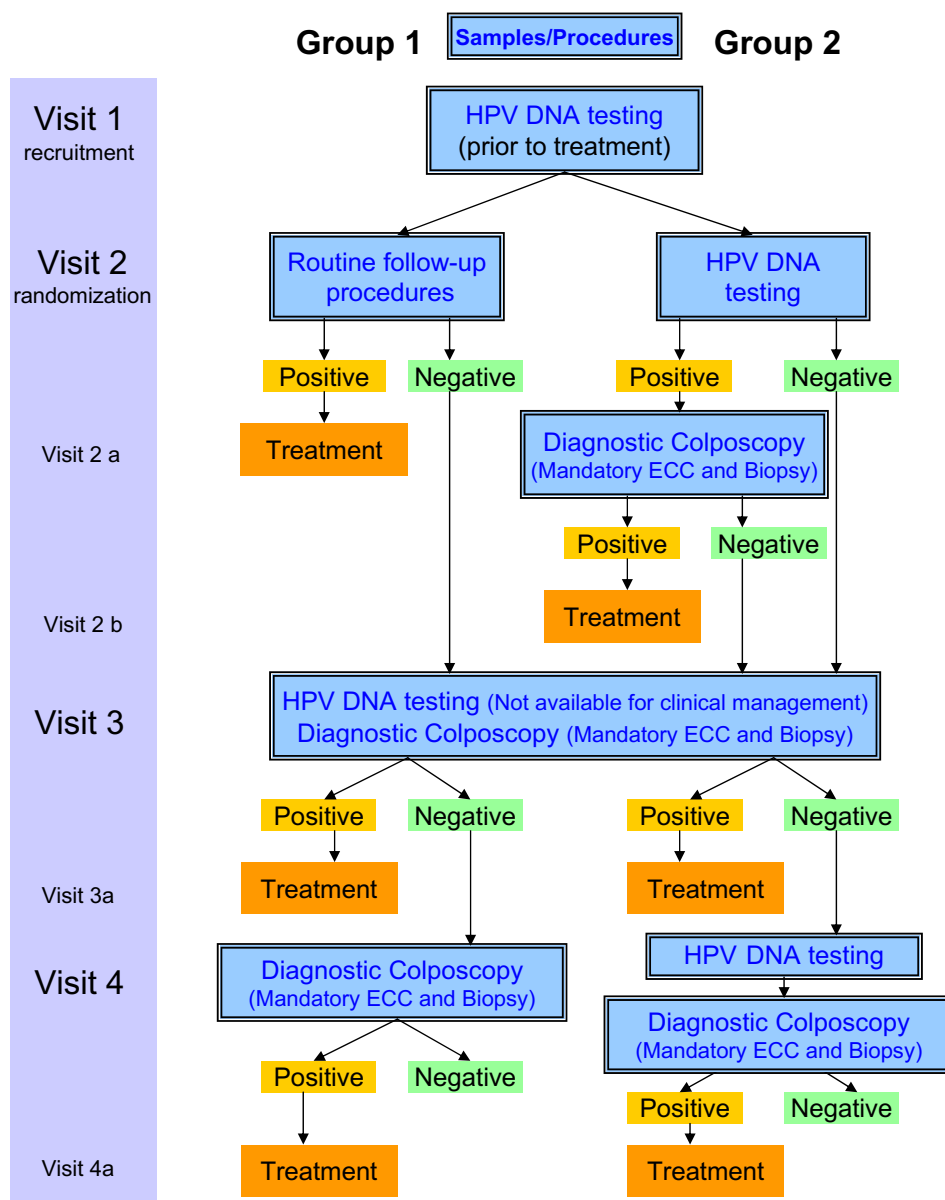 Group 1
Samples/Procedures
Group 2
Visit 1
recruitment
HPV DNA testing
(prior to treatment)
Visit 2
randomization
Routine follow-up
procedures
HPV DNA
testing
Positive
Negative
Positive
Negative
Visit 2 a
Treatment
Diagnostic Colposcopy
(Mandatory ECC and Biopsy)
Positive
Negative
Visit 2 b
Treatment
Visit 3
HPV DNA testing (Not available for clinical management)
Diagnostic Colposcopy (Mandatory ECC and Biopsy)
Positive
Negative
Positive
Negative
Visit 3a
Treatment
Treatment
Visit 4
Diagnostic Colposcopy
(Mandatory ECC and Biopsy)
HPV DNA testing
Diagnostic Colposcopy
(Mandatory ECC and Biopsy)
Positive
Negative
Positive
Negative
Visit 4a
Treatment
Treatment